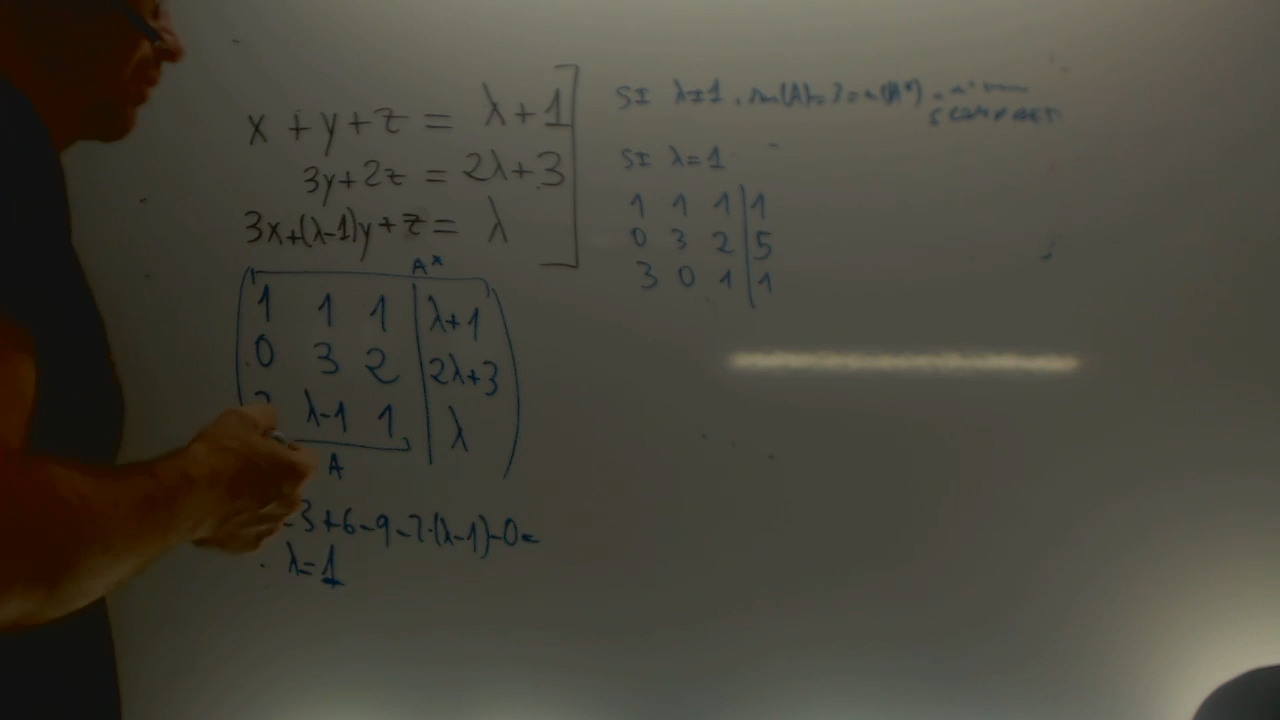 x + y + z = λ+1
3y+2z = 2λ+3
3x+(λ-1)y+z = λ
A*
1 1 1 | λ+1
0 3 2 | 2λ+3
λ-1 1 | λ
A
3+6-9-2·(λ-1)-0=
λ=1
SI λ≠1,
SI λ=1
1 1 1 | 1
0 3 2 | 5
3 0 1 | 1